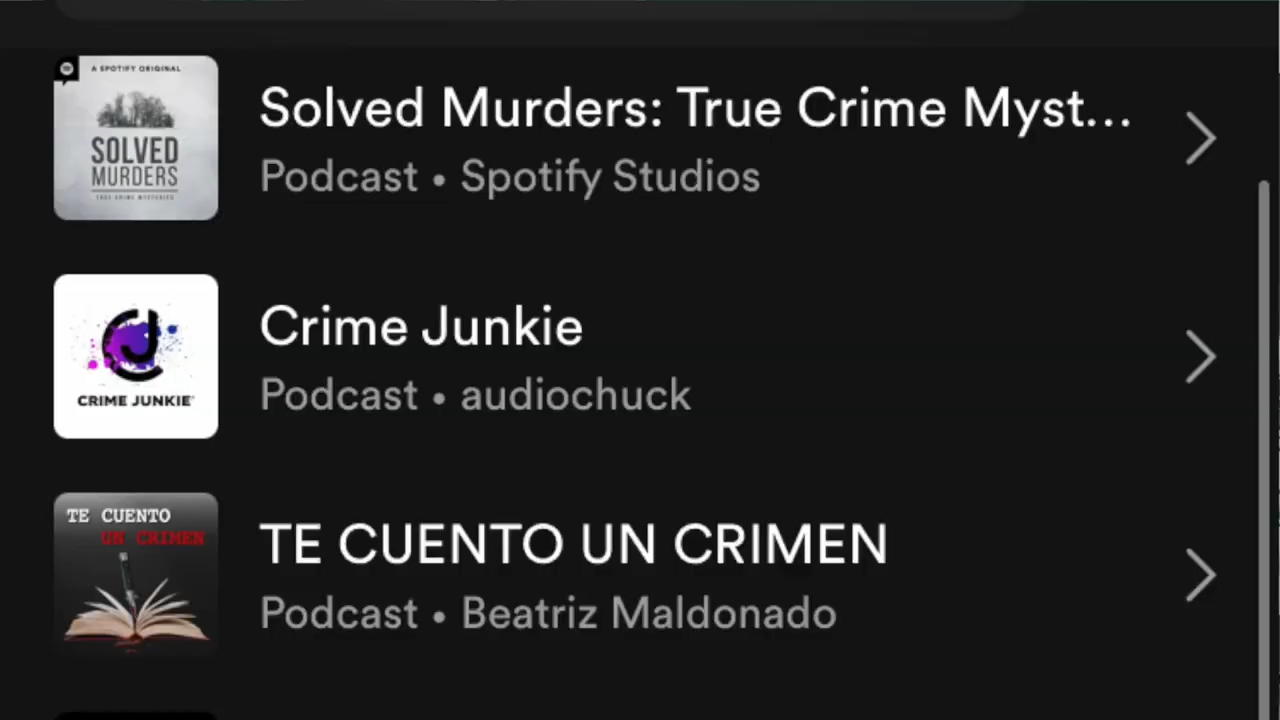 A SPOTIFY ORIGINAL
SOLVED
MURDERS
TRUE CRIME MYSTERIES
Solved Murders: True Crime Myst...
Podcast • Spotify Studios
CRIME JUNKIE
Crime Junkie
Podcast • audiochuck
TE CUENTO
UN CRIMEN
TE CUENTO UN CRIMEN
Podcast • Beatriz Maldonado